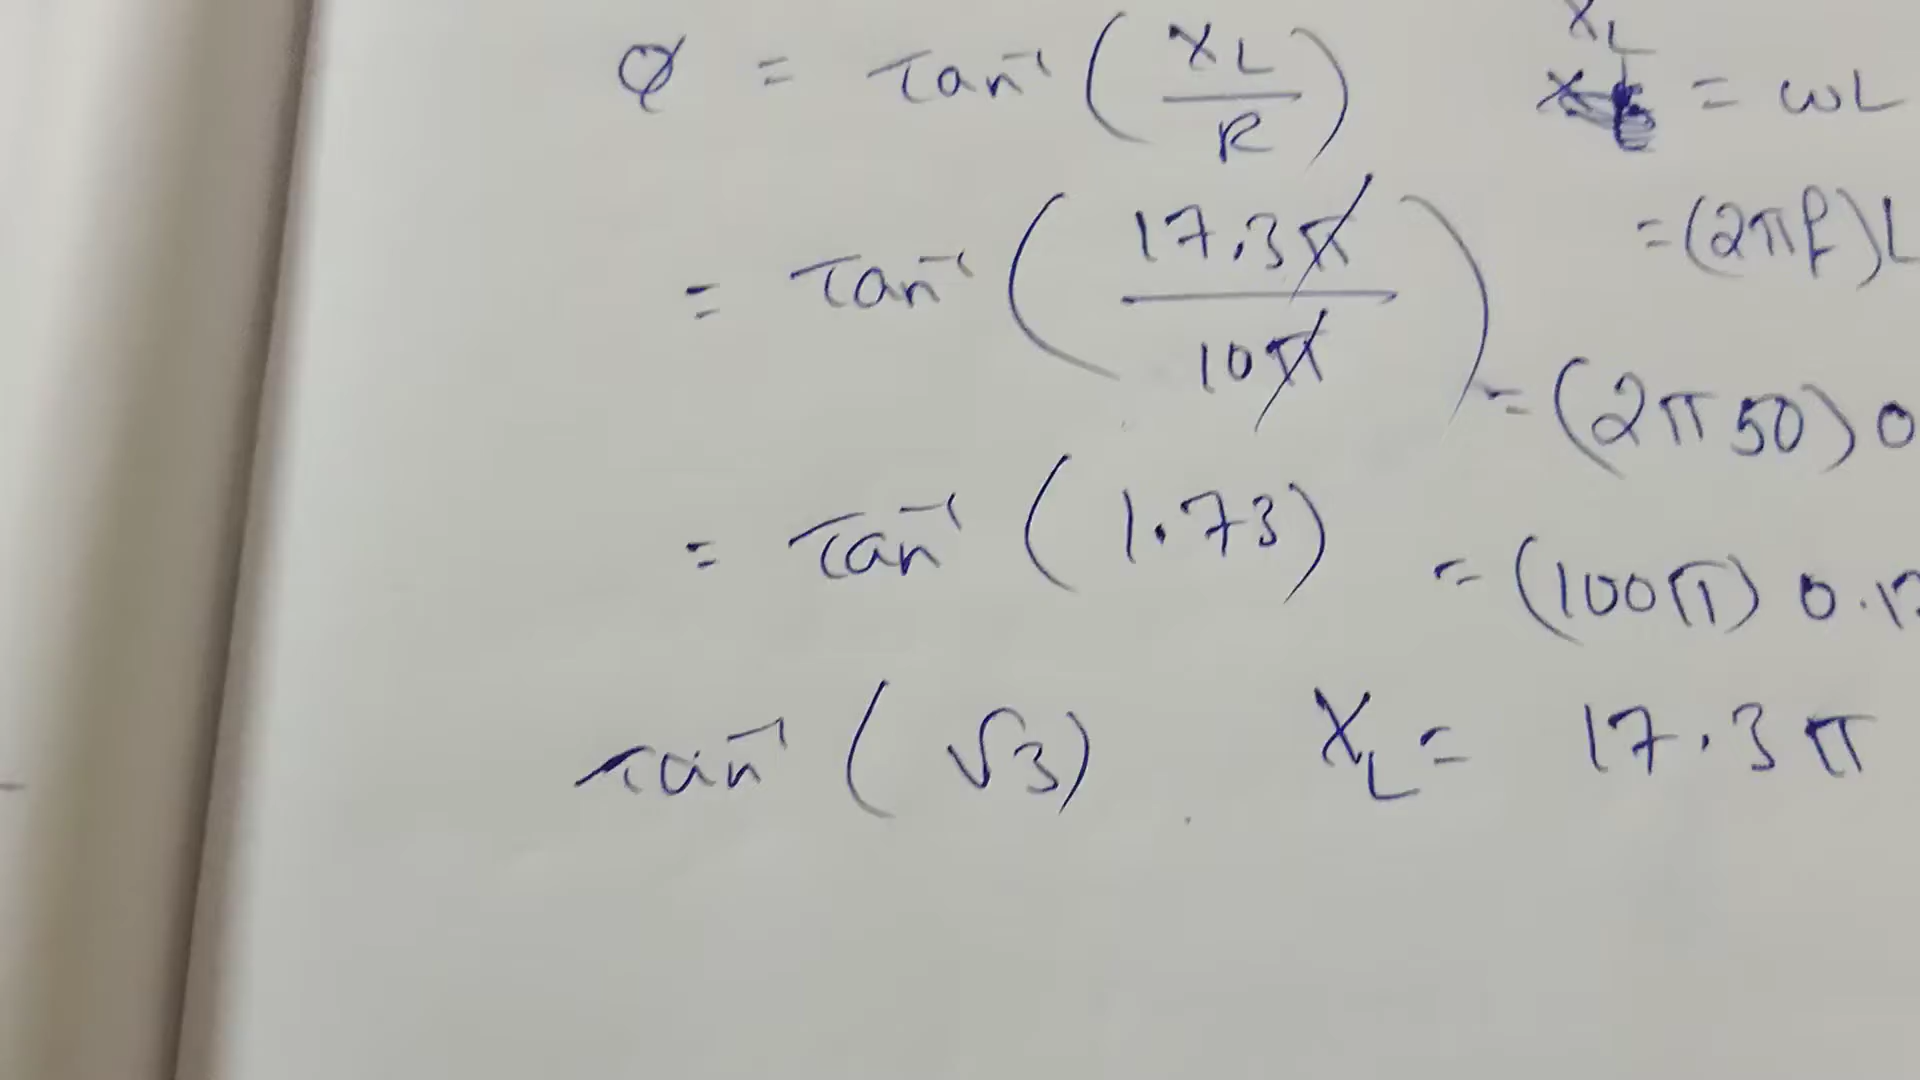 φ = Tan⁻¹ ( XL / R )
XL
= ωL
= (2πf)L
= Tan⁻¹ ( 17.3π / 10π )
= (2π50) 0
= Tan⁻¹ ( 1.73 )
= (100π) 0.17
Tan⁻¹ ( √3 )
XL = 17.3π